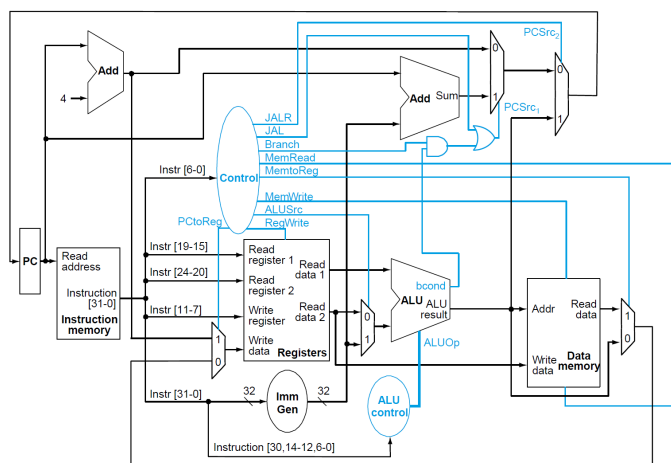 PCSrc₂
Add
4
0
0
Add
Sum
1
PCSrc₁
1
JALR
JAL
Branch
MemRead
MemtoReg
Instr [6-0]
Control
MemWrite
ALUSrc
RegWrite
PCtoReg
PC
Read
address
Instruction
[31-0]
Instruction
memory
Instr [19-15]
Instr [24-20]
Instr [11-7]
1
0
Read
register 1
Read
register 2
Write
register
Write
data
Read
data 1
Read
data 2
Registers
0
1
bcond
ALU
ALU
result
ALUOp
Addr
Read
data
Write
data
Data
memory
1
0
Instr [31-0]
32
Imm
Gen
32
ALU
control
Instruction [30,14-12,6-0]